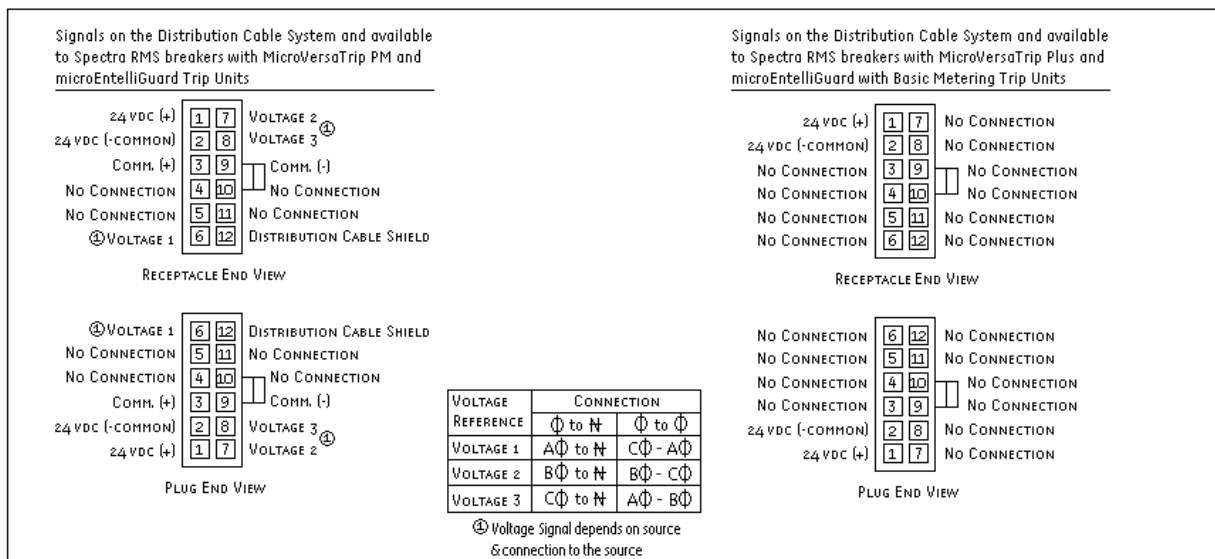 Signals on the Distribution Cable System and available
to Spectra RMS breakers with MicroVersaTrip PM and
microEntelliGuard Trip Units
24 VDC (+) 1 7 VOLTAGE 2
24 VDC (-COMMON) 2 8 VOLTAGE 3 ①
COMM. (+) 3 9 COMM. (-)
NO CONNECTION 4 10 NO CONNECTION
NO CONNECTION 5 11 NO CONNECTION
① VOLTAGE 1 6 12 DISTRIBUTION CABLE SHIELD
RECEPTACLE END VIEW
① VOLTAGE 1 6 12 DISTRIBUTION CABLE SHIELD
NO CONNECTION 5 11 NO CONNECTION
NO CONNECTION 4 10 NO CONNECTION
COMM. (+) 3 9 COMM. (-)
24 VDC (-COMMON) 2 8 VOLTAGE 3
24 VDC (+) 1 7 VOLTAGE 2 ①
PLUG END VIEW
VOLTAGE REFERENCE CONNECTION
Φ to N Φ to Φ
VOLTAGE 1 AΦ to N CΦ - AΦ
VOLTAGE 2 BΦ to N BΦ - CΦ
VOLTAGE 3 CΦ to N AΦ - BΦ
① Voltage Signal depends on source
& connection to the source
Signals on the Distribution Cable System and available
to Spectra RMS breakers with MicroVersaTrip Plus and
microEntelliGuard with Basic Metering Trip Units
24 VDC (+) 1 7 NO CONNECTION
24 VDC (-COMMON) 2 8 NO CONNECTION
NO CONNECTION 3 9 NO CONNECTION
NO CONNECTION 4 10 NO CONNECTION
NO CONNECTION 5 11 NO CONNECTION
NO CONNECTION 6 12 NO CONNECTION
RECEPTACLE END VIEW
NO CONNECTION 6 12 NO CONNECTION
NO CONNECTION 5 11 NO CONNECTION
NO CONNECTION 4 10 NO CONNECTION
NO CONNECTION 3 9 NO CONNECTION
24 VDC (-COMMON) 2 8 NO CONNECTION
24 VDC (+) 1 7 NO CONNECTION
PLUG END VIEW